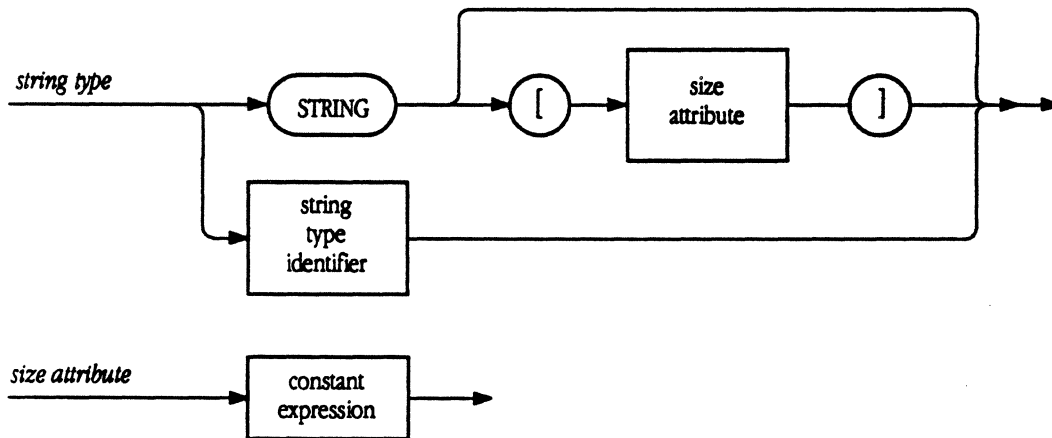 string type
STRING
[
size
attribute
]
string
type
identifier
size attribute
constant
expression